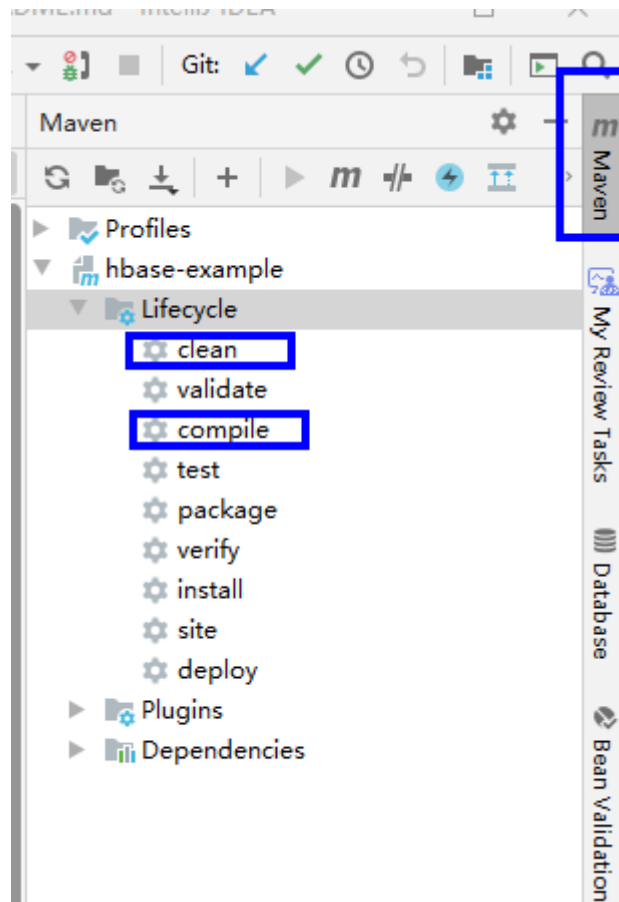 Git:
Maven
Profiles
hbase-example
Lifecycle
clean
validate
compile
test
package
verify
install
site
deploy
Plugins
Dependencies
Maven
My Review Tasks
Database
Bean Validation